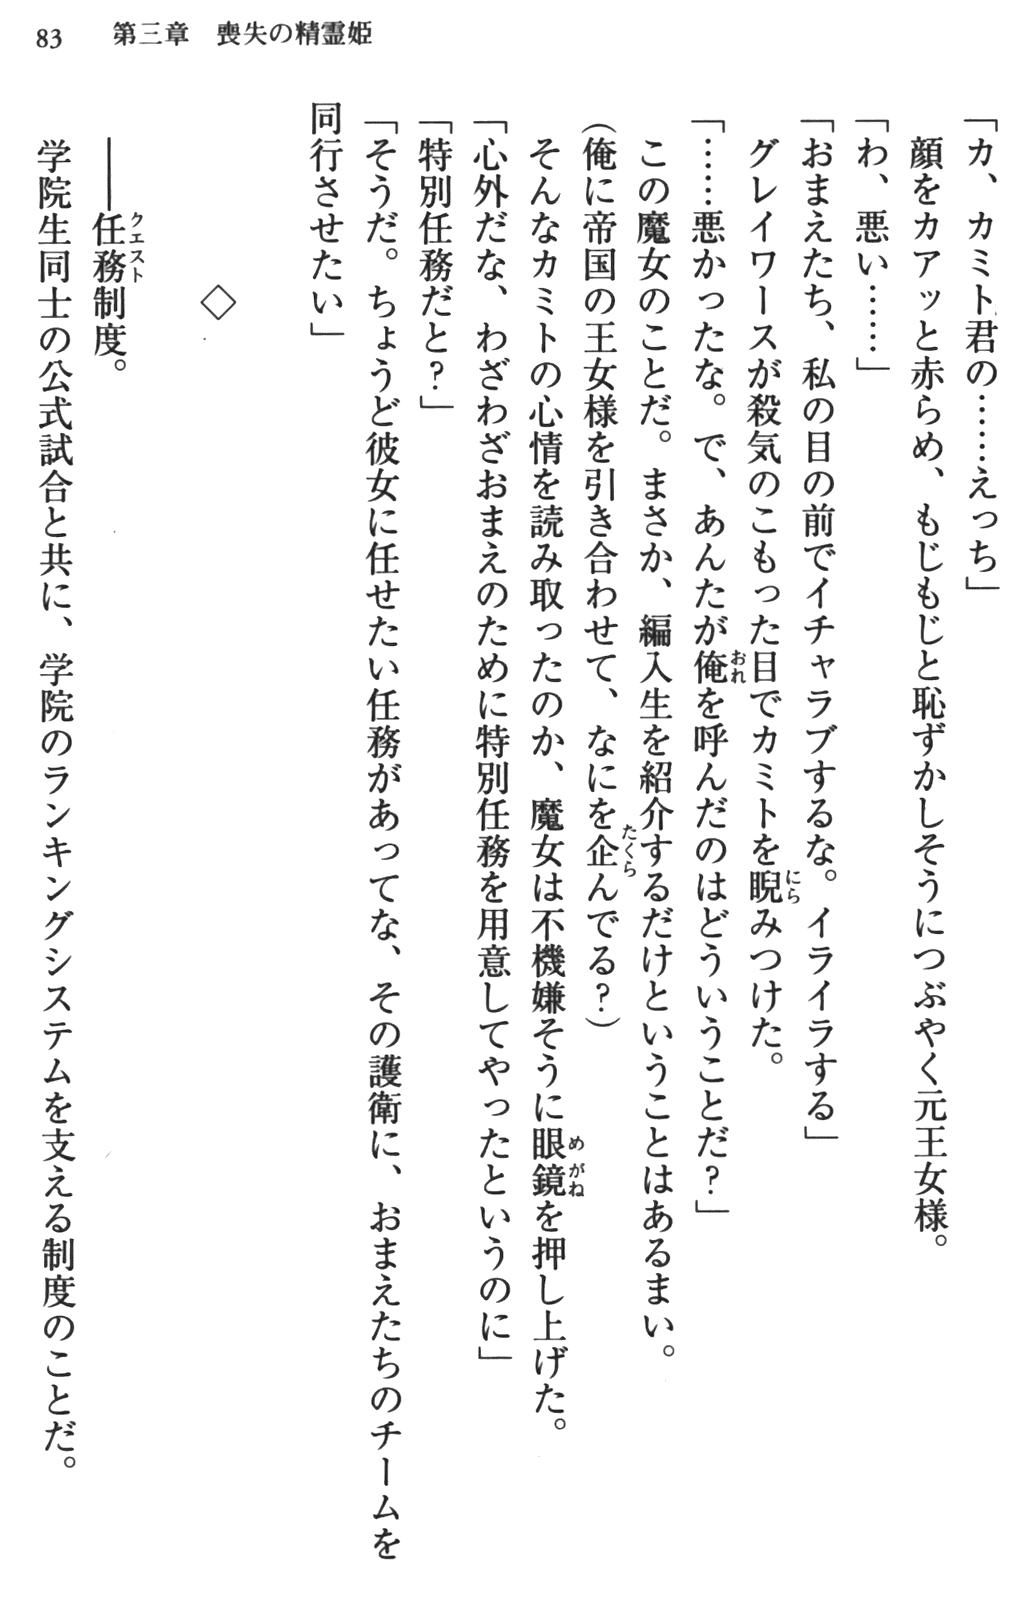 83　第三章　喪失の精霊姫
「カ、カミト君の……えっち」
　顔をカアッと赤らめ、もじもじと恥ずかしそうにつぶやく元王女様。
「わ、悪い……」
「おまえたち、私の目の前でイチャラブするな。イライラする」
　グレイワースが殺気のこもった目でカミトを睨みつけた。
「……悪かったな。で、あんたが俺を呼んだのはどういうことだ？」
　この魔女のことだ。まさか、編入生を紹介するだけということはあるまい。
（俺に帝国の王女様を引き合わせて、なにを企んでる？）
　そんなカミトの心情を読み取ったのか、魔女は不機嫌そうに眼鏡を押し上げた。
「心外だな、わざわざおまえのために特別任務を用意してやったというのに」
「特別任務だと？」
「そうだ。ちょうど彼女に任せたい任務があってな、その護衛に、おまえたちのチームを
同行させたい」
◇
　――任務制度。
　学院生同士の公式試合と共に、学院のランキングシステムを支える制度のことだ。
にら
おれ
たくら
めがね
クエスト